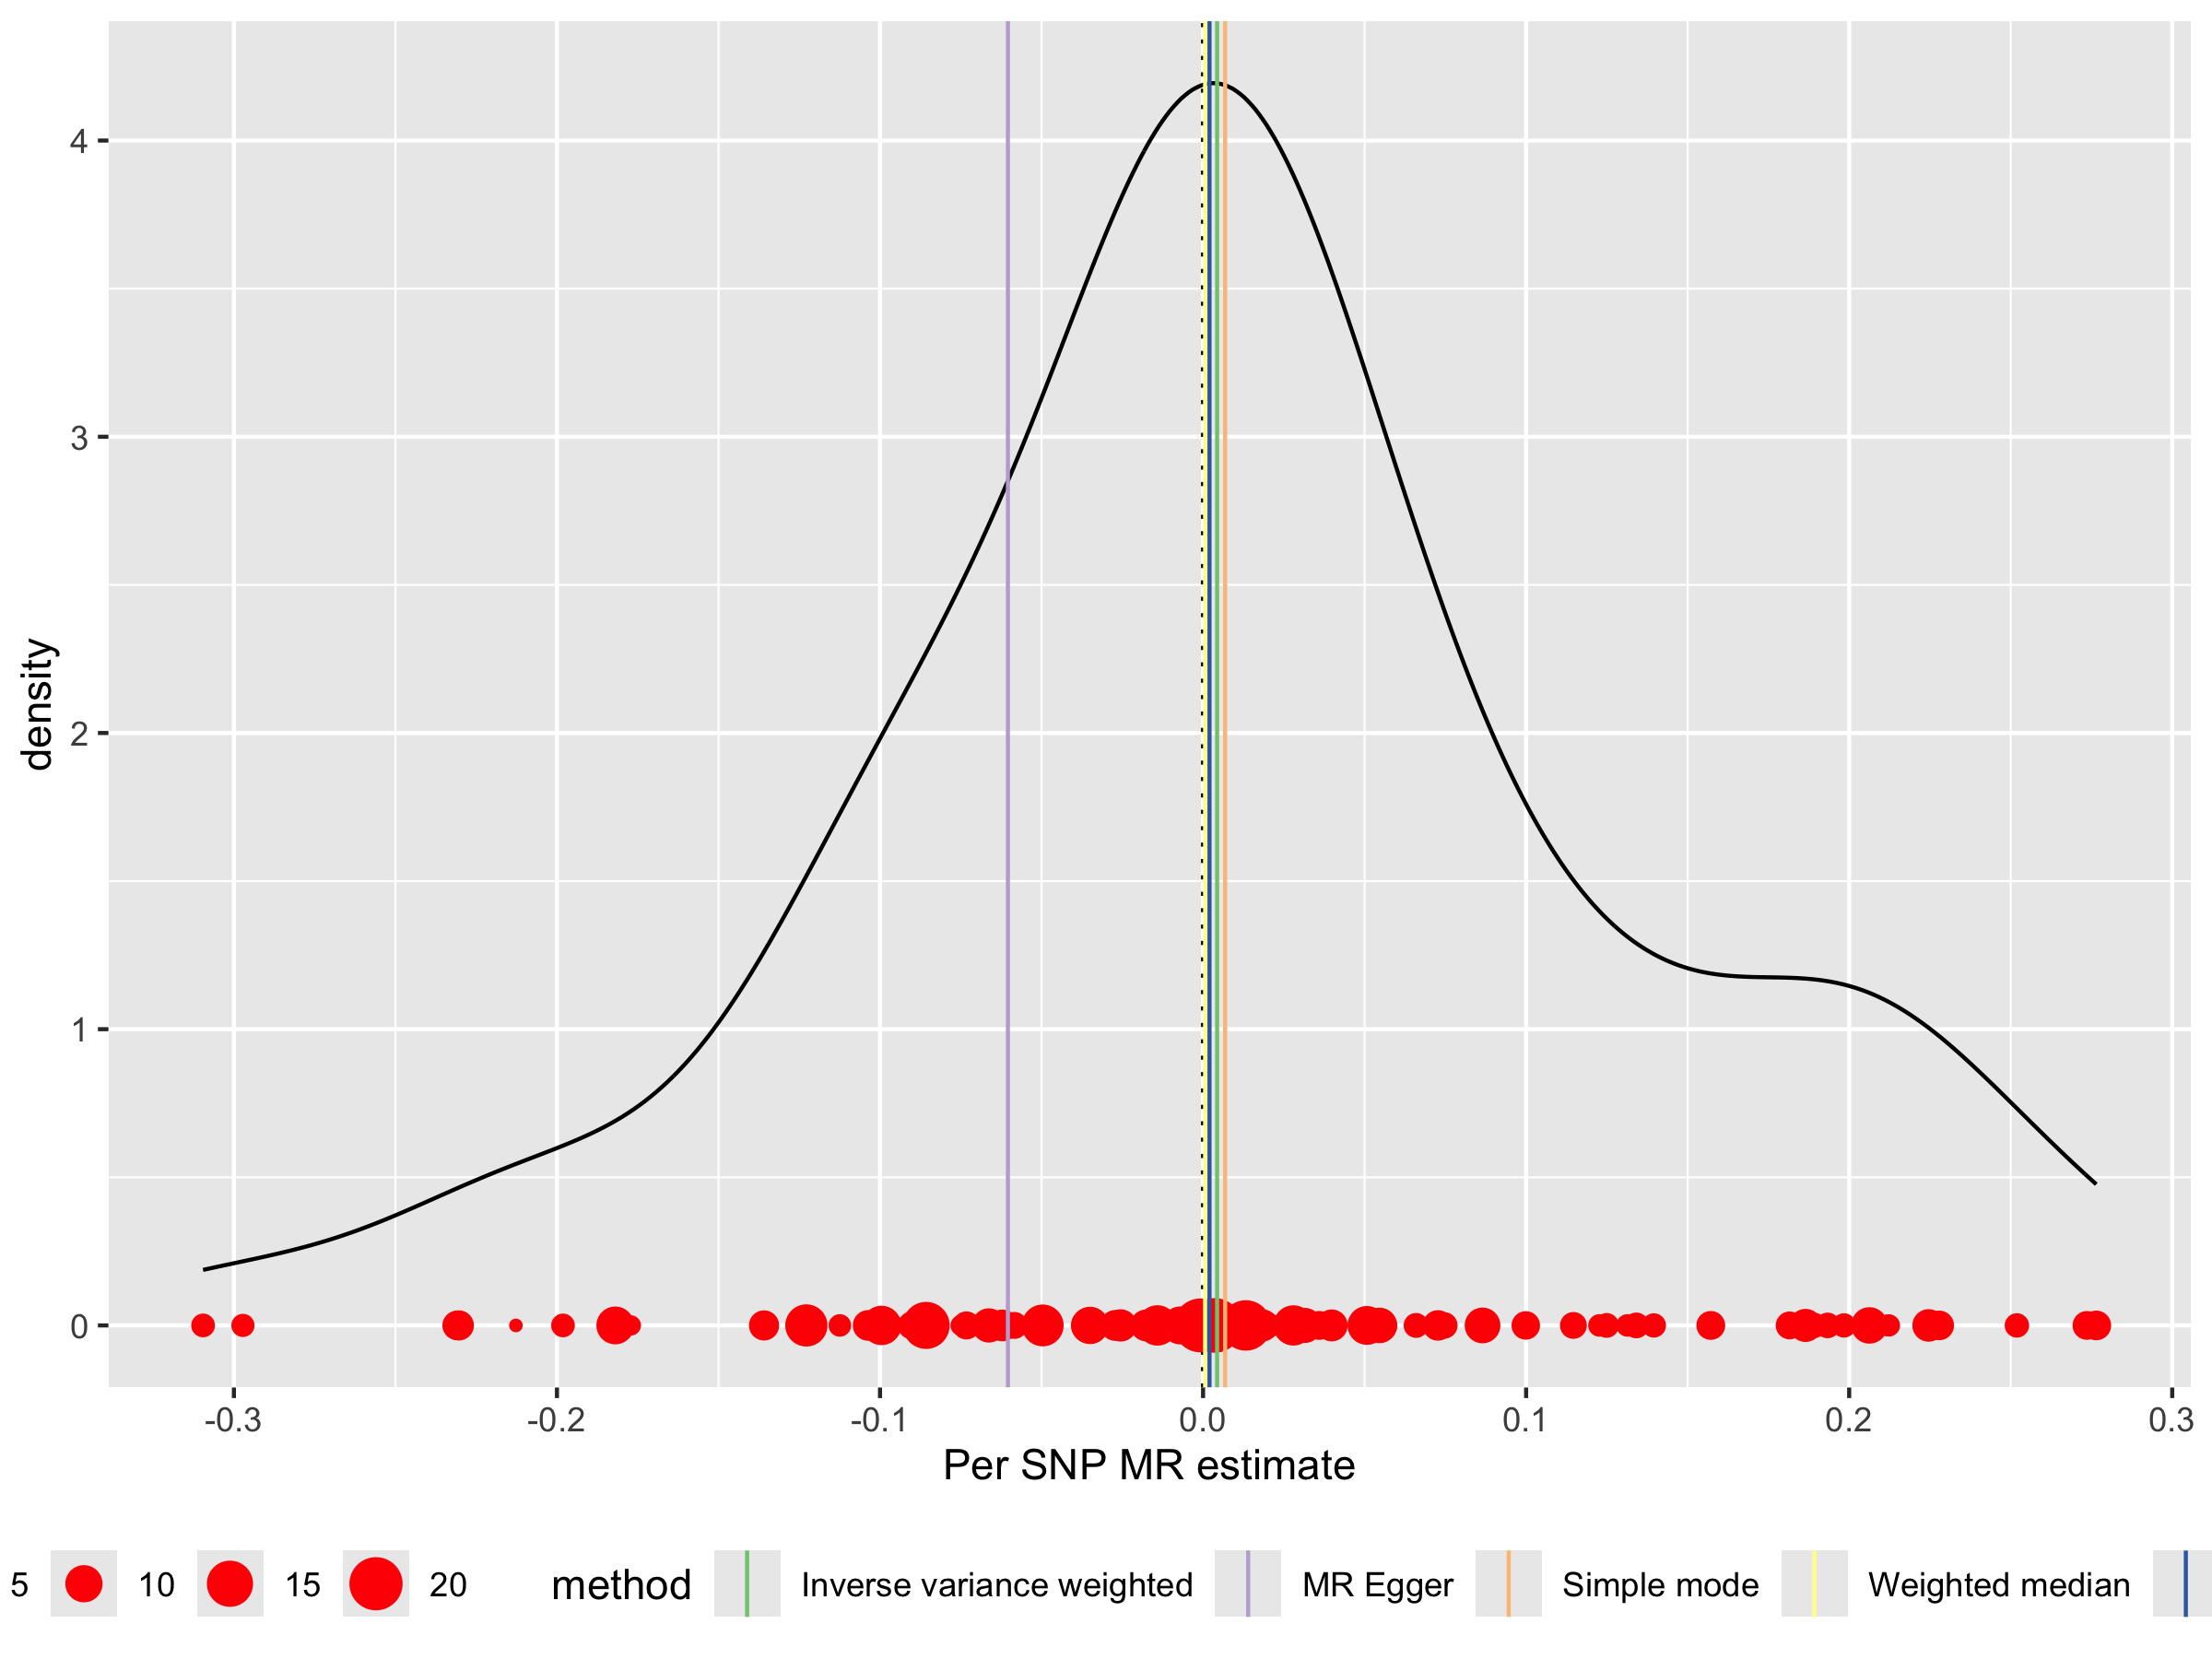 density
4
3
2
1
0
-0.3 -0.2 -0.1 0.0 0.1 0.2 0.3
Per SNP MR estimate
5 10 15 20 method Inverse variance weighted MR Egger Simple mode Weighted median